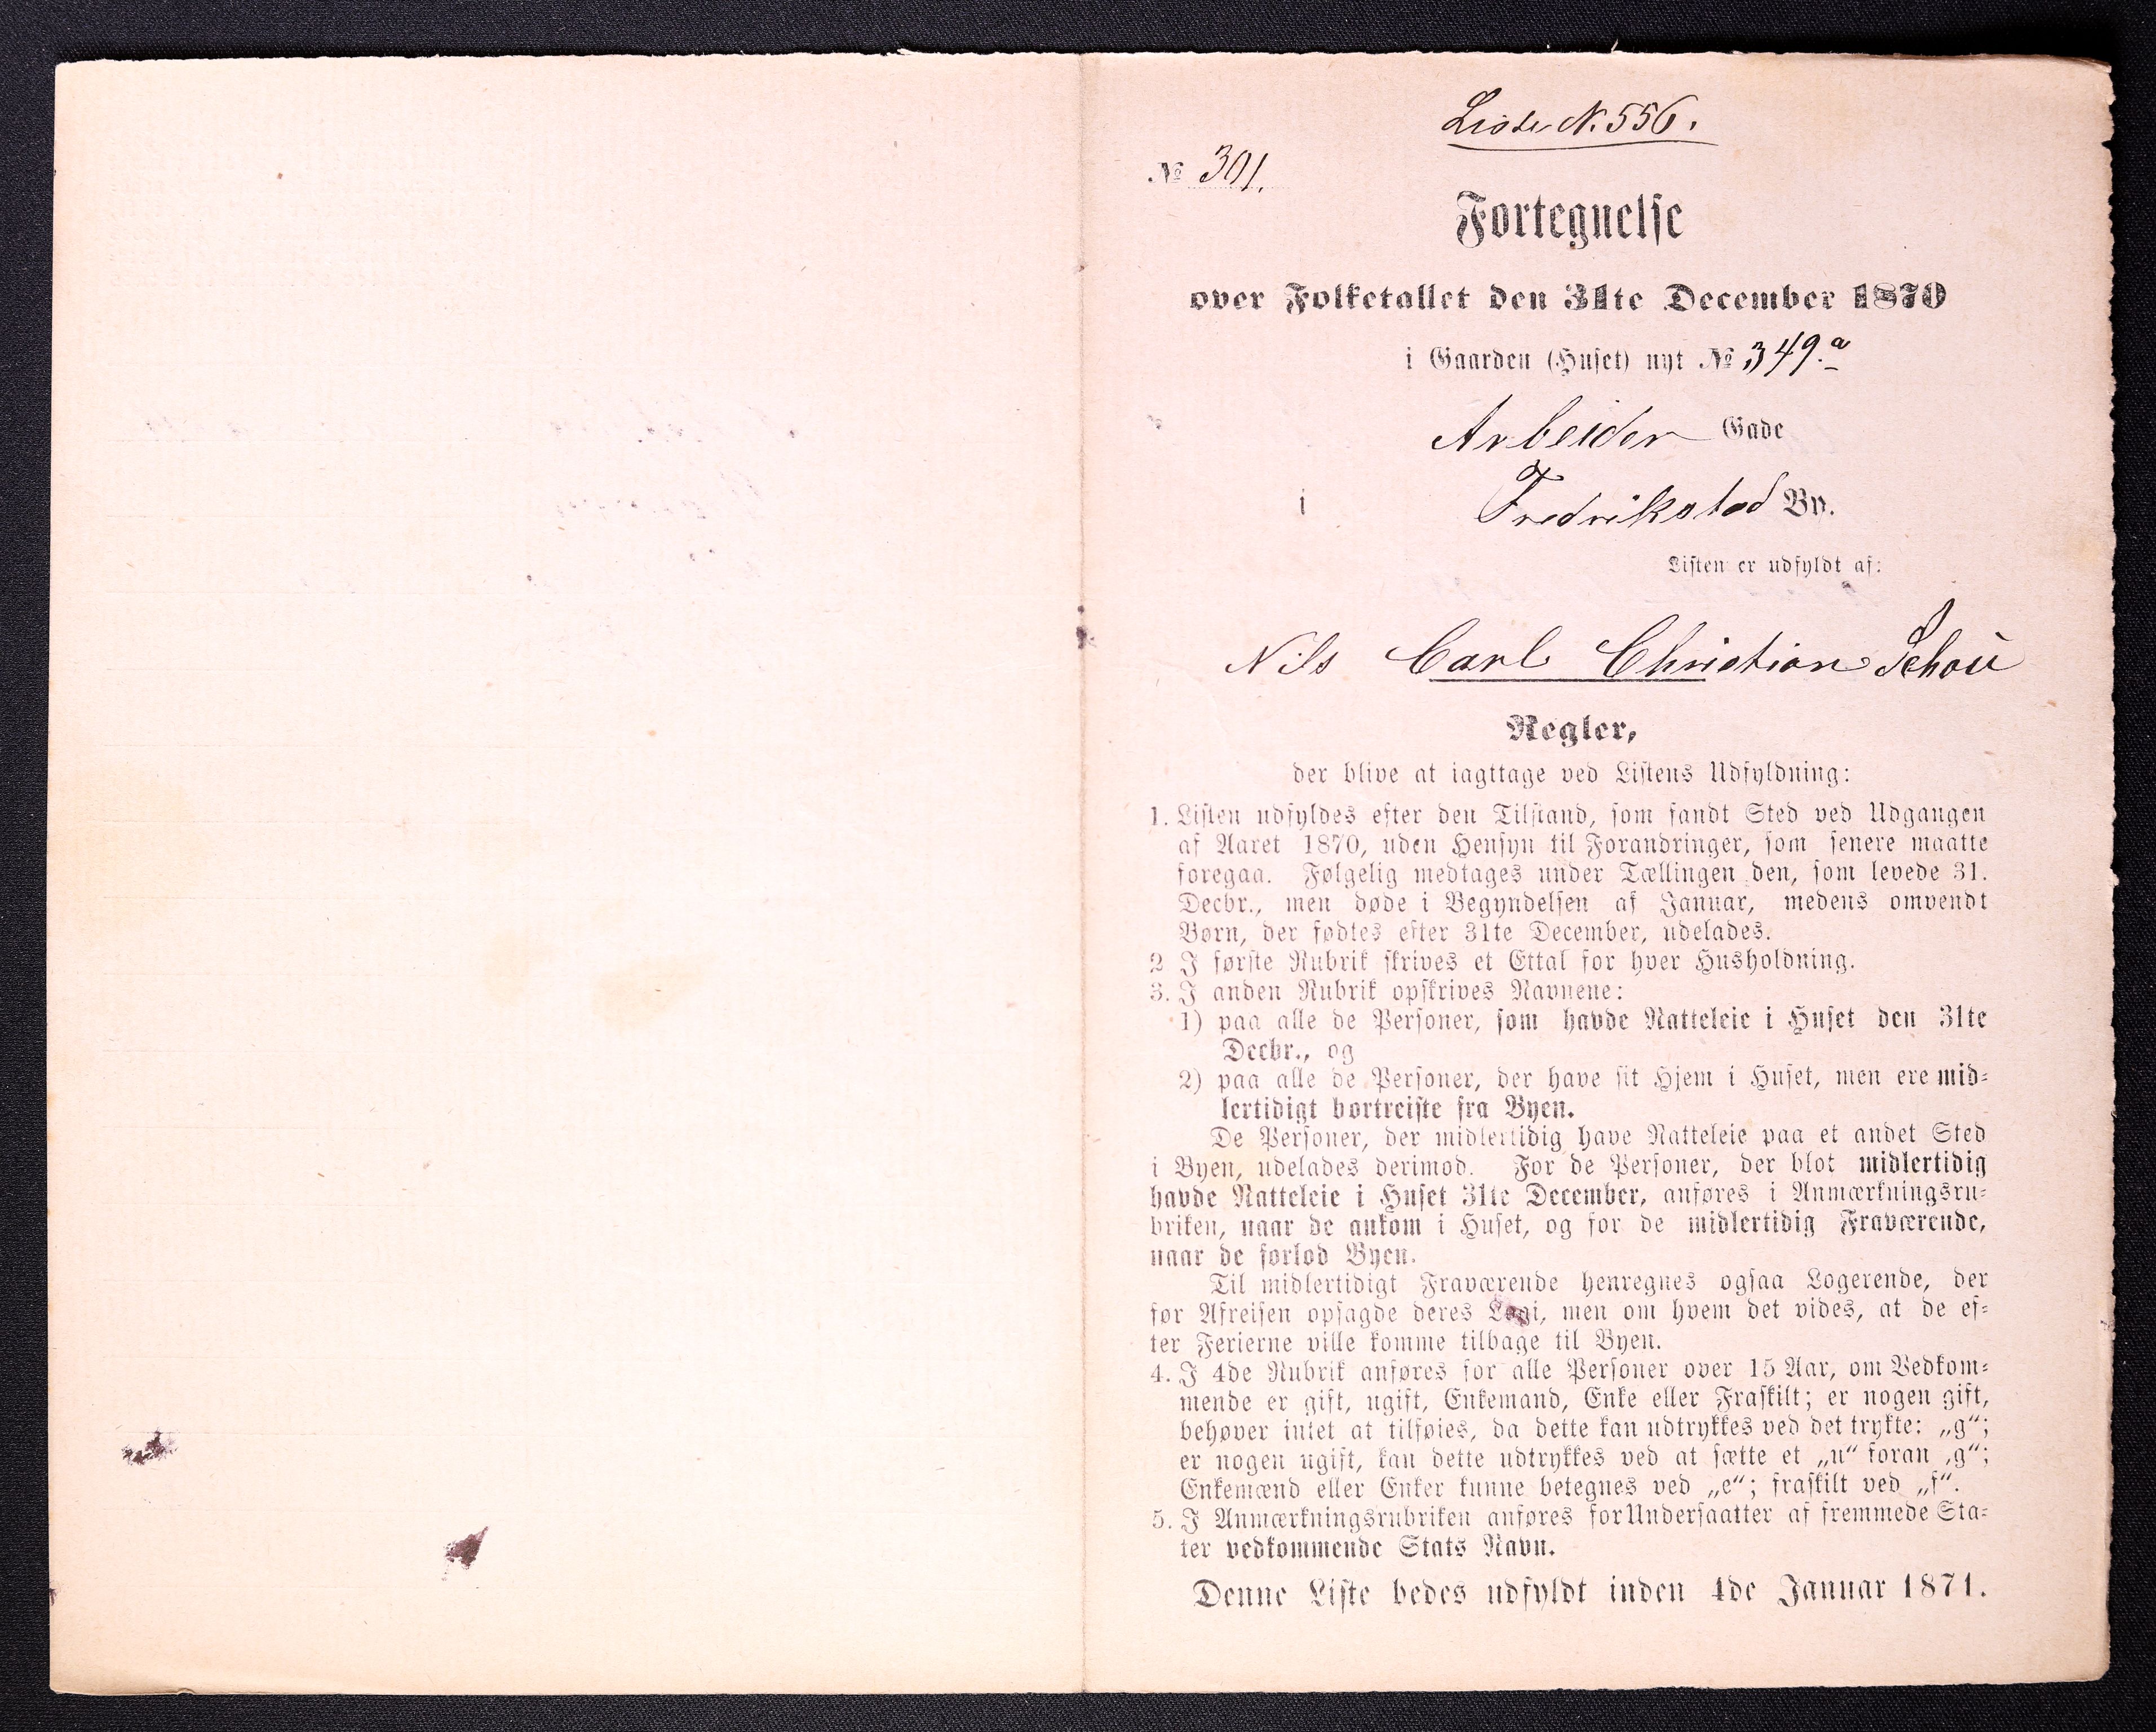 Liste N. 556.
№ 301.
Fortegnelse
over Folketallet den 31te December 1870
i Gaarden (Huset) nyt № 349.a
Arbeider Gade
i Fredrikstad By.
Listen er udfyldt af:
Nils Carl Christian Schou
Regler,
der blive at iagttage ved Listens Udfyldning:
1. Listen udfyldes efter den Tilstand, som fandt Sted ved Udgangen
af Aaret 1870, uden Hensyn til Forandringer, som senere maatte
foregaa. Følgelig medtages under Tællingen den, som levede 31.
Decbr., men døde i Begyndelsen af Januar, medens omvendt
Børn, der fødtes efter 31te December, udelades.
2 I første Rubrik skrives et Ettal for hver Husholdning.
3. I anden Rubrik opskrives Navnene:
1) paa alle de Personer, som havde Natteleie i Huset den 31te
Decbr., og
2) paa alle de Personer, der have sit Hjem i Huset, men ere mid-
lertidigt bortreiste fra Byen.
De Personer, der midlertidig have Natteleie paa et andet Sted
i Byen, udelades derimod. For de Personer, der blot midlertidig
havde Natteleie i Huset 31te December, anføres i Anmærkningsru-
briken, naar de ankom i Huset, og for de midlertidig Fraværende,
naar de forlod Byen.
Til midlertidigt Fraværende henregnes ogsaa Logerende, der
før Afreisen opsagde deres Logi, men om hvem det vides, at de ef-
ter Ferierne ville komme tilbage til Byen.
4. I 4de Rubrik anføres for alle Personer over 15 Aar, om Vedkom-
mende er gift, ugift, Enkemand, Enke eller Fraskilt; er nogen gift,
behøver intet at tilføies, da dette kan udtrykkes ved det trykte: „g“;
er nogen ugift, kan dette udtrykkes ved at sætte et „u“ foran ‚g“;
Enkemænd eller Enker kunne betegnes ved „e“; fraskilt ved „f“.
5. I Anmærkningsrubriken anføres for Undersaatter af fremmede Sta-
ter vedkommende Stats Navn.
Denne Liste bedes udfyldt inden 4de Januar 1871.